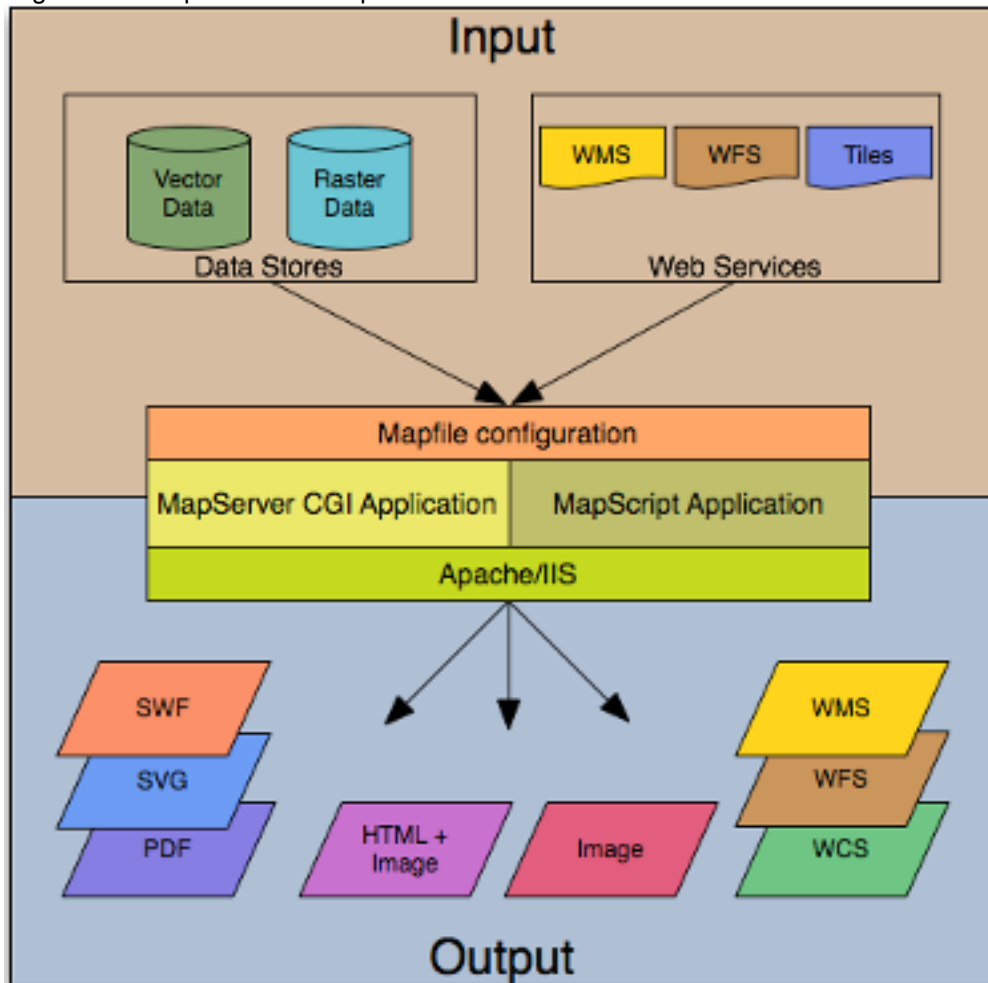 Input
Vector
Data
Raster
Data
Data Stores
WMS
WFS
Tiles
Web Services
Mapfile configuration
MapServer CGI Application
MapScript Application
Apache/IIS
SWF
SVG
PDF
HTML +
Image
Image
WMS
WFS
WCS
Output